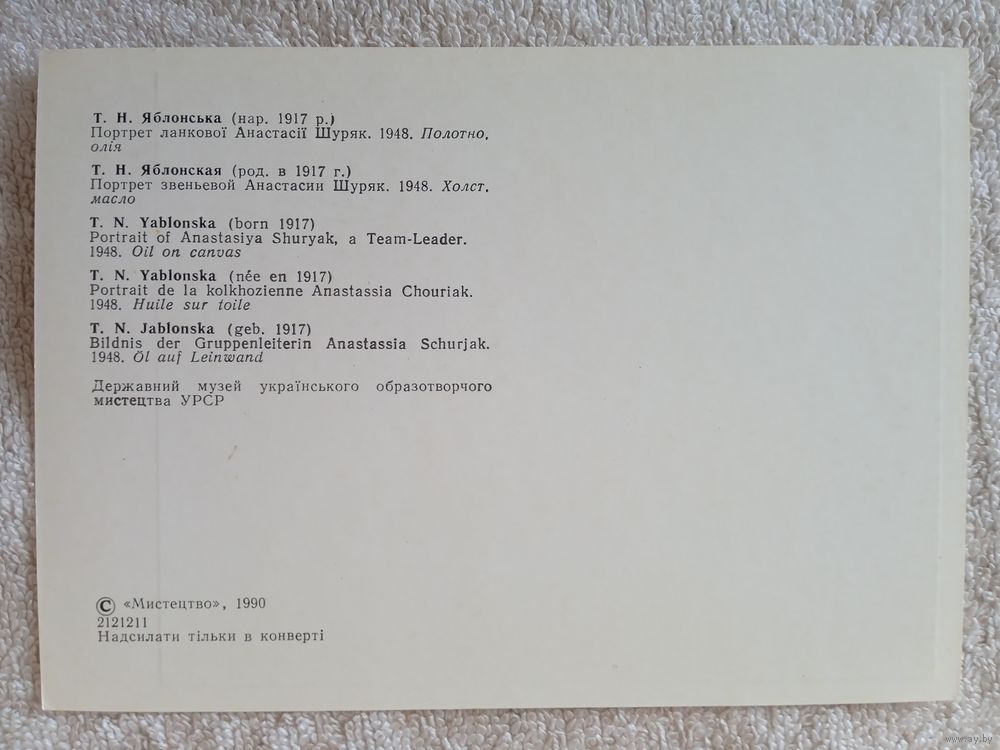 Т. Н. Яблонська (нар. 1917 р.)
Портрет ланкової Анастасії Шуряк. 1948. Полотно,
олія
Т. Н. Яблонская (род. в 1917 г.)
Портрет звеньевой Анастасии Шуряк. 1948. Холст,
масло
T. N. Yablonska (born 1917)
Portrait of Anastasiya Shuryak, a Team-Leader.
1948. Oil on canvas
T. N. Yablonska (née en 1917)
Portrait de la kolkhozienne Anastassia Chouriak.
1948. Huile sur toile
T. N. Jablonska (geb. 1917)
Bildnis der Gruppenleiterin Anastassia Schurjak.
1948. Öl auf Leinwand
Державний музей українського образотворчого
мистецтва УРСР
© «Мистецтво», 1990
2121211
Надсилати тільки в конверті
www.ay.by